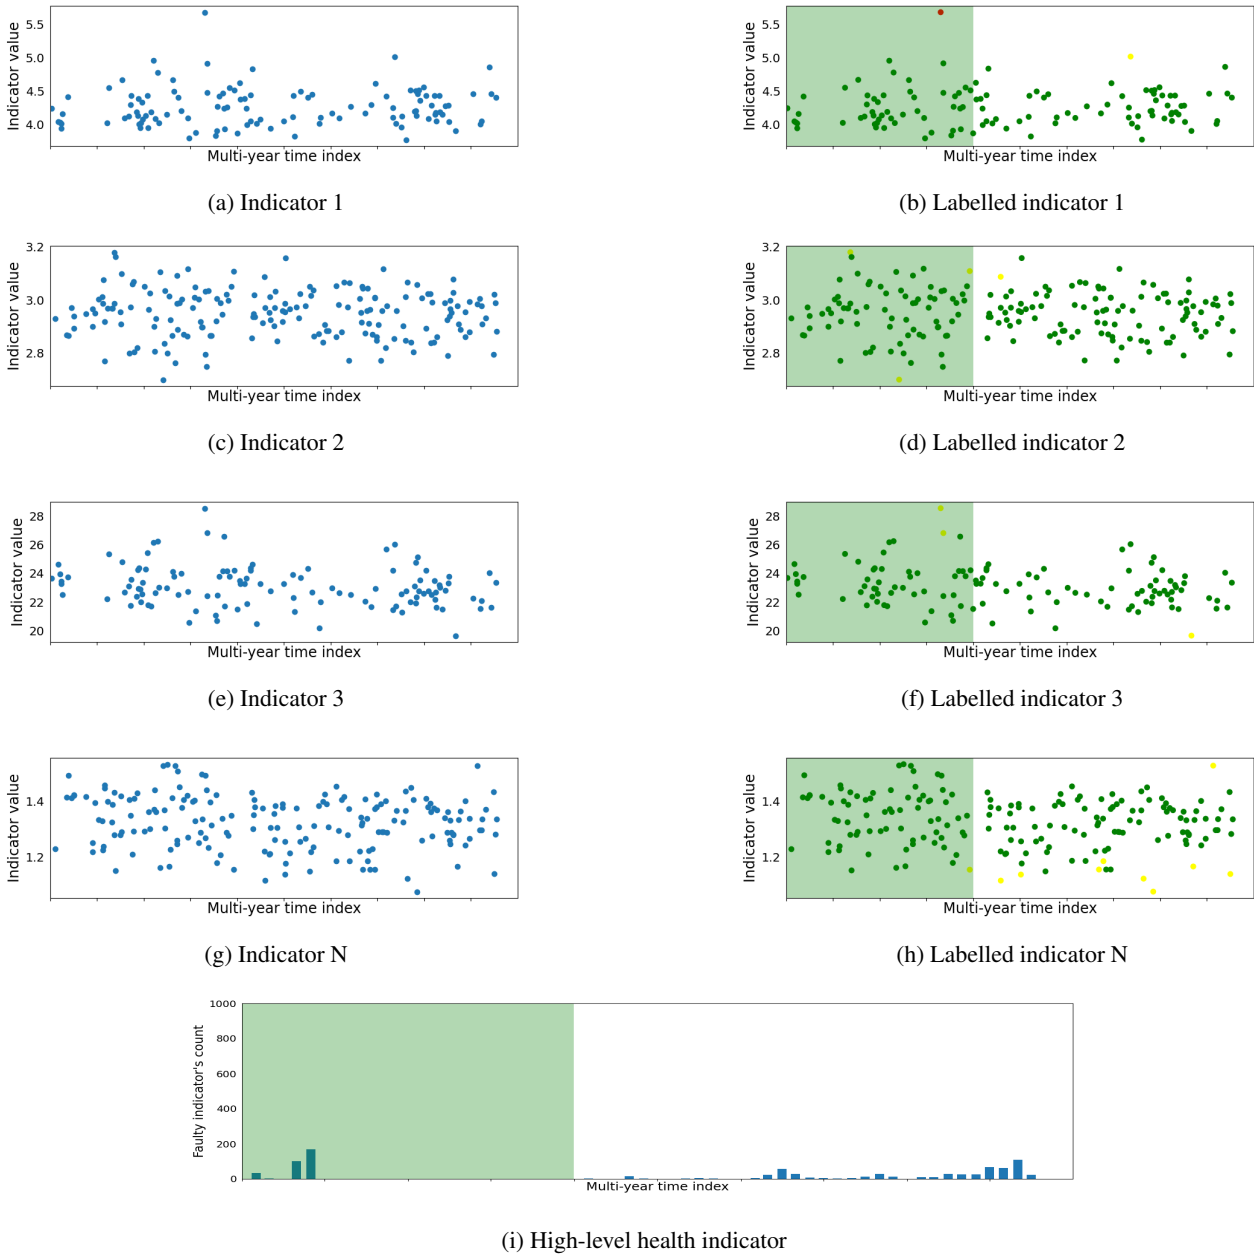 5.5
5.0
4.5
4.0
Indicator value
Multi-year time index
(a) Indicator 1
5.5
5.0
4.5
4.0
Indicator value
Multi-year time index
(b) Labelled indicator 1
3.2
3.0
2.8
Indicator value
Multi-year time index
(c) Indicator 2
3.2
3.0
2.8
Indicator value
Multi-year time index
(d) Labelled indicator 2
28
26
24
22
20
Indicator value
Multi-year time index
(e) Indicator 3
28
26
24
22
20
Indicator value
Multi-year time index
(f) Labelled indicator 3
1.4
1.2
Indicator value
Multi-year time index
(g) Indicator N
1.4
1.2
Indicator value
Multi-year time index
(h) Labelled indicator N
1000
800
600
400
200
0
Faulty indicator's count
Multi-year time index
(i) High-level health indicator